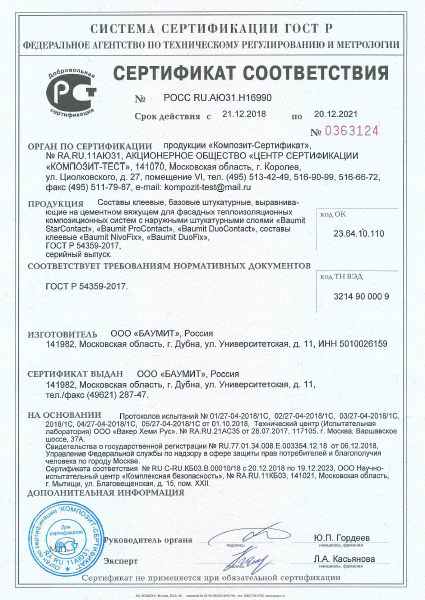 СИСТЕМА СЕРТИФИКАЦИИ ГОСТ Р
ФЕДЕРАЛЬНОЕ АГЕНТСТВО ПО ТЕХНИЧЕСКОМУ РЕГУЛИРОВАНИЮ И МЕТРОЛОГИИ
Добровольная
сертификация
СЕРТИФИКАТ СООТВЕТСТВИЯ
№ РОСС RU.АЮ31.Н16990
Срок действия с 21.12.2018 по 20.12.2021
№ 0363124
ОРГАН ПО СЕРТИФИКАЦИИ продукции «Композит-Сертификат»,
№ RA.RU.11АЮ31, АКЦИОНЕРНОЕ ОБЩЕСТВО «ЦЕНТР СЕРТИФИКАЦИИ
«КОМПОЗИТ-ТЕСТ», 141070, Московская область, г. Королев,
ул. Циолковского, д. 27, помещение VI, тел. (495) 513-42-49, 516-90-99, 516-66-72,
факс (495) 511-79-87, e-mail: kompozit-test@mail.ru
ПРОДУКЦИЯ Составы клеевые, базовые штукатурные, выравнива-
ющие на цементном вяжущем для фасадных теплоизоляционных
композиционных систем с наружными штукатурными слоями «Baumit
StarContact», «Baumit ProContact», «Baumit DuoContact», составы
клеевые «Baumit NivoFix», «Baumit DuoFix»,
ГОСТ Р 54359-2017.
серийный выпуск.
код ОК
23.64.10.110
СООТВЕТСТВУЕТ ТРЕБОВАНИЯМ НОРМАТИВНЫХ ДОКУМЕНТОВ
ГОСТ Р 54359-2017.
код ТН ВЭД
3214 90 000 9
ИЗГОТОВИТЕЛЬ ООО «БАУМИТ», Россия
141982, Московская область, г. Дубна, ул. Университетская, д. 11, ИНН 5010026159
СЕРТИФИКАТ ВЫДАН ООО «БАУМИТ», Россия
141982, Московская область, г. Дубна, ул. Университетская, д. 11,
тел./факс (49621) 287-47.
НА ОСНОВАНИИ Протоколов испытаний № 01/27-04-2018/1С, 02/27-04-2018/1С, 03/27-04-2018/1С,
2018/1С, 04/27-04-2018/1С, 05/27-04-2018/1С от 01.10.2018, Технический центр (Испытательная
лаборатория) ООО «Вакер Хеми Рус», № RA.RU.21АС35 от 28.07.2017, 117105, г. Москва, Варшавское
шоссе, 37А.
Свидетельства о государственной регистрации № RU.77.01.34.008.Е.003354.12.18 от 06.12.2018,
Управление Федеральной службы по надзору в сфере защиты прав потребителей и благополучия
человека по городу Москве.
Сертификата соответствия № RU C-RU.КБ03.В.00010/18 с 20.12.2018 по 19.12.2023, ООО Научно-
испытательный центр «Комплексная безопасность», № RA.RU.11КБ03, 141021, Московская область,
г. Мытищи, ул. Благовещенская, д. 15, пом. XXII.
ДОПОЛНИТЕЛЬНАЯ ИНФОРМАЦИЯ
Руководитель органа
подпись
Ю.П. Гордеев
инициалы, фамилия
Эксперт
подпись
Л.А. Касьянова
инициалы, фамилия
Сертификат не применяется при обязательной сертификации